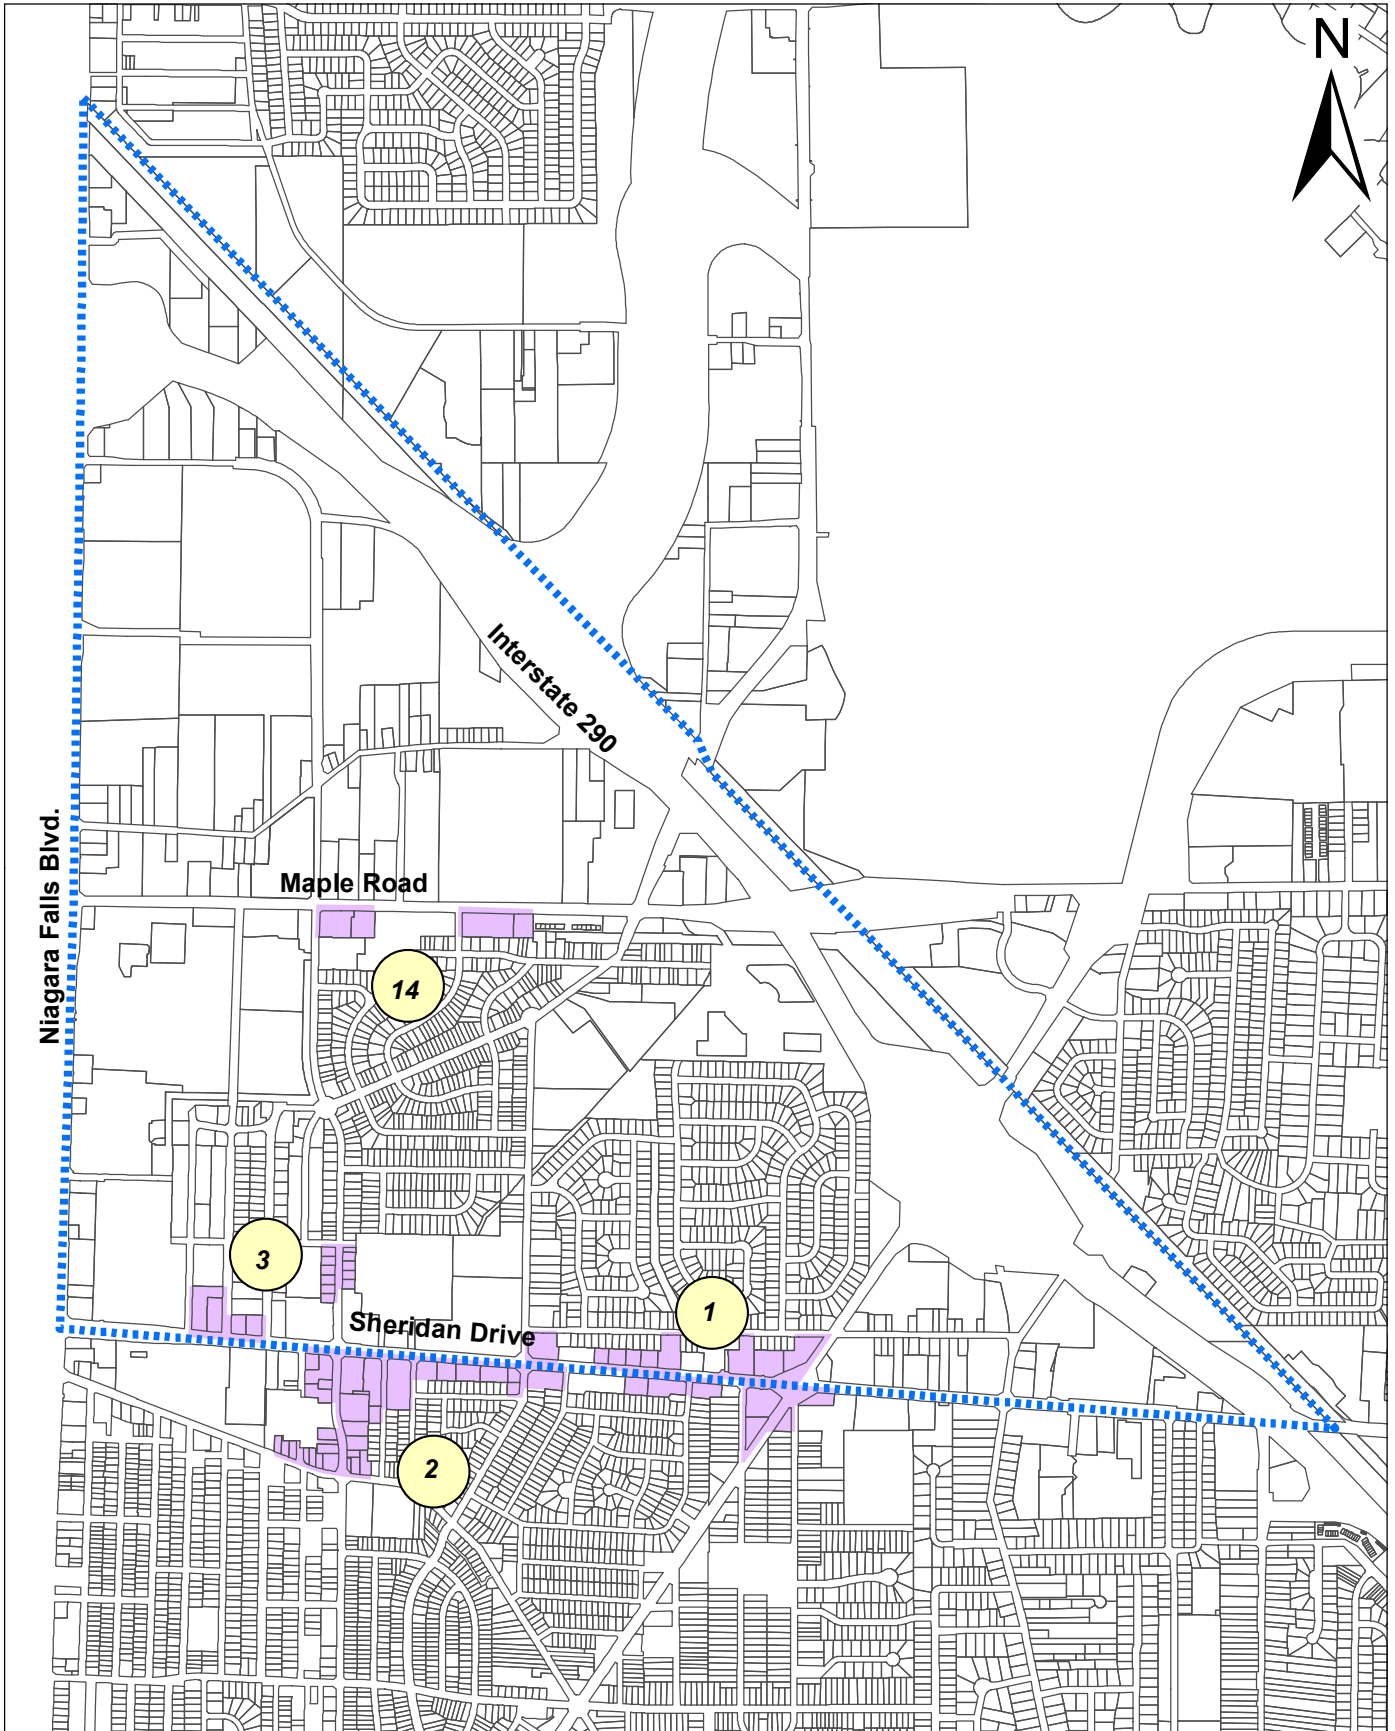 N
Interstate 290
Niagara Falls Blvd.
Maple Road
14
3
1
Sheridan Drive
2